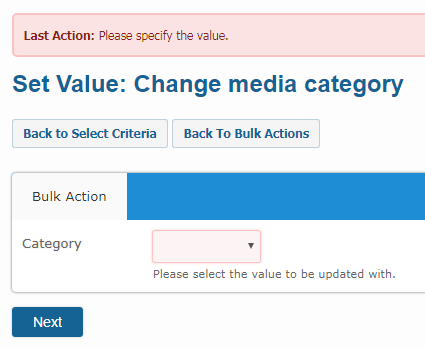 Last Action: Please specify the value.
Set Value: Change media category
Back to Select Criteria Back To Bulk Actions
Bulk Action
Category
Please select the value to be updated with.
Next